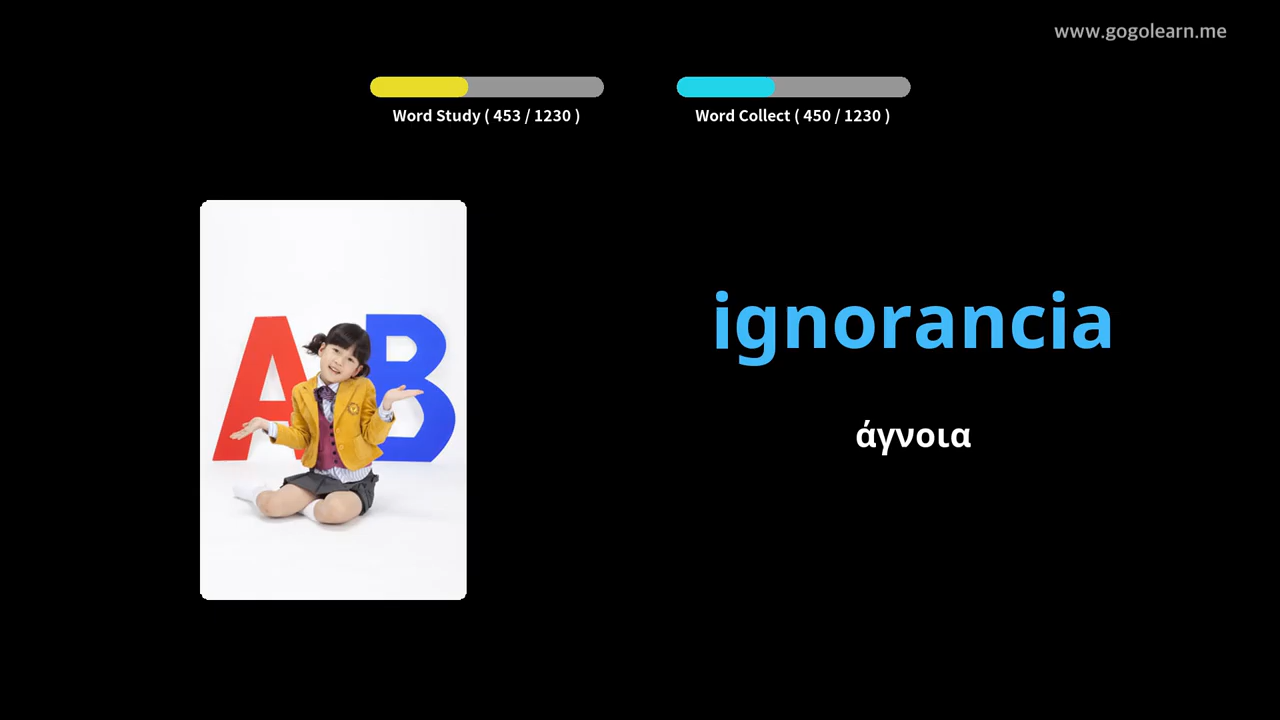 www.gogolearn.me
Word Study ( 453 / 1230 )
Word Collect ( 450 / 1230 )
A B
ignorancia
άγνοια